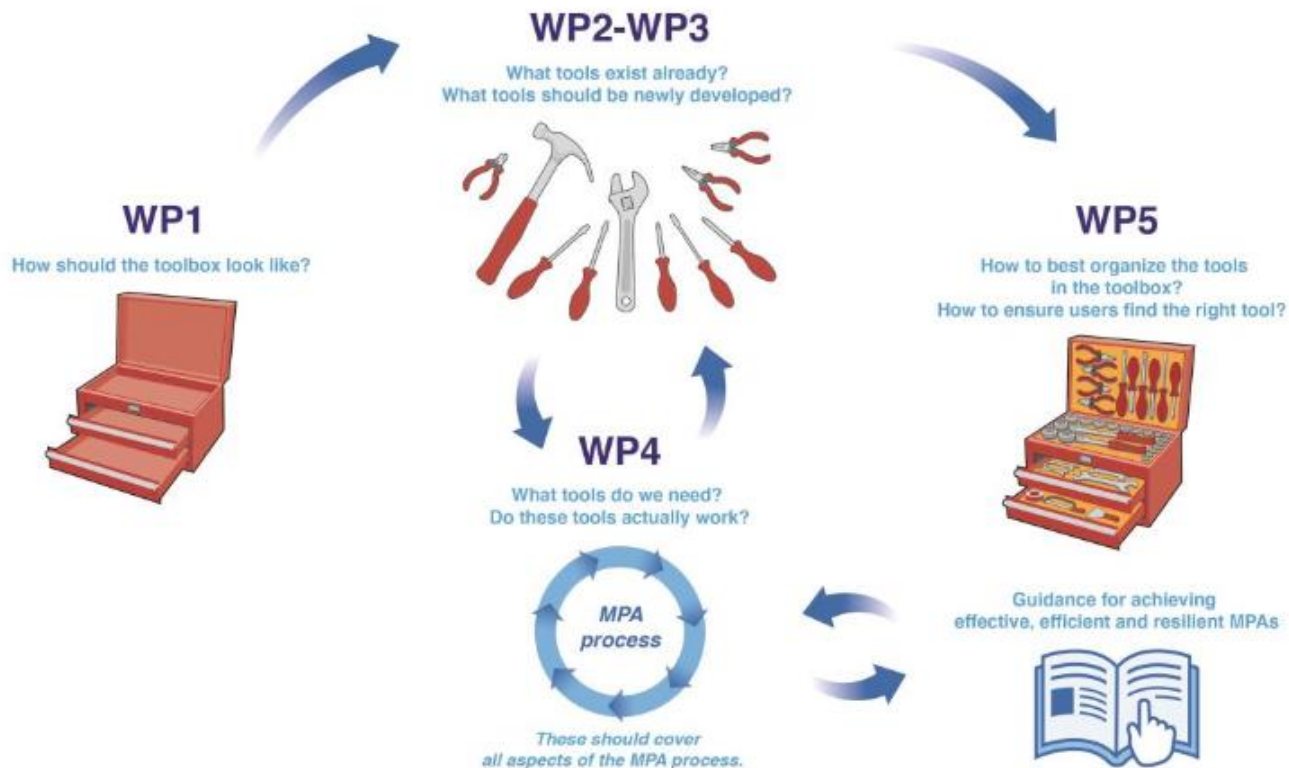 WP2-WP3
What tools exist already?
What tools should be newly developed?
WP1
How should the toolbox look like?
WP5
How to best organize the tools
in the toolbox?
How to ensure users find the right tool?
WP4
What tools do we need?
Do these tools actually work?
MPA
process
These should cover
all aspects of the MPA process.
Guidance for achieving
effective, efficient and resilient MPAs